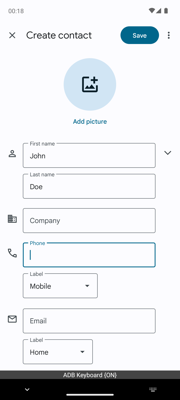 00:18
Create contact
Save
Add picture
First name
John
Last name
Doe
Company
Phone
Label
Mobile
Email
Label
Home
ADB Keyboard {ON}